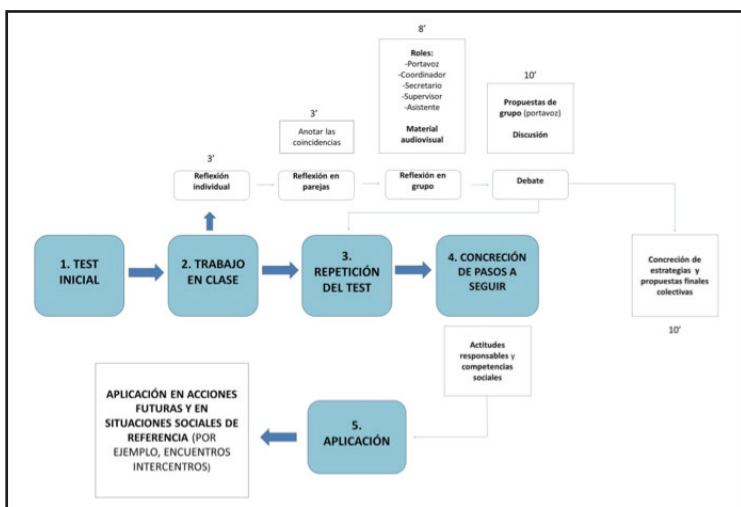 8'
Roles:
-Portavoz
-Coordinador
-Secretario
-Supervisor
-Asistente
Material
audiovisual
10'
Propuestas de
grupo (portavoz)
Discusión
3'
Anotar las
coincidencias
3'
Reflexión
individual
Reflexión en
parejas
Reflexión en
grupo
Debate
1. TEST
INICIAL
2. TRABAJO
EN CLASE
3.
REPETICIÓN
DEL TEST
4. CONCRECIÓN
DE PASOS A
SEGUIR
Concreción de
estrategias y
propuestas finales
colectivas
10'
Actitudes
responsables y
competencias
sociales
5.
APLICACIÓN
APLICACIÓN EN ACCIONES
FUTURAS Y EN
SITUACIONES SOCIALES DE
REFERENCIA (POR
EJEMPLO, ENCUENTROS
INTERCENTROS)